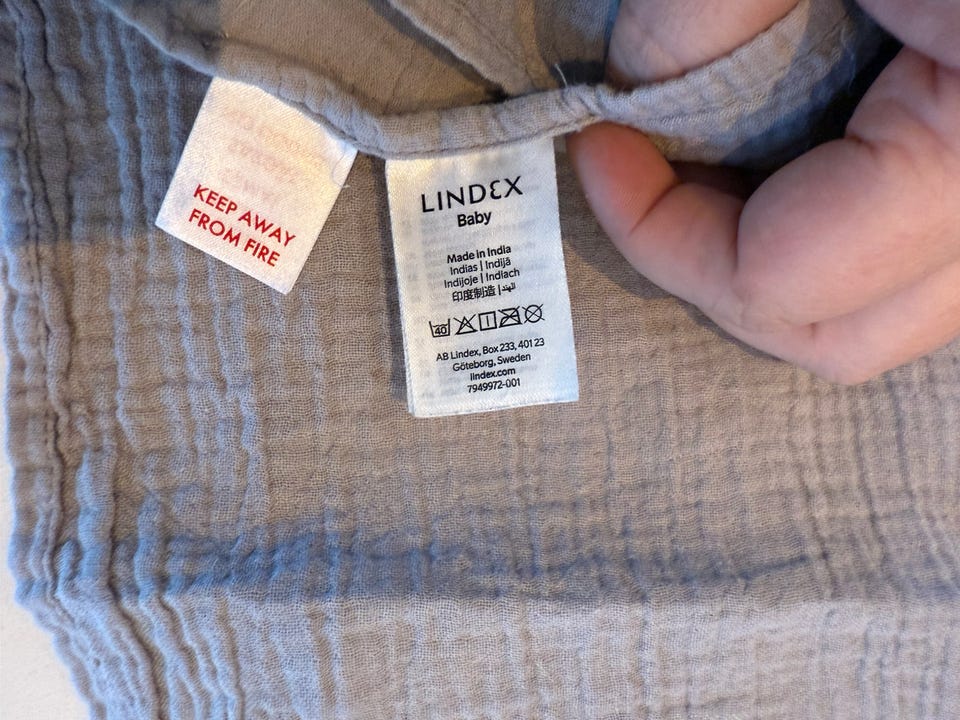 KEEP AWAY
FROM FIRE
LINDEX
Baby
Made in India
Indias | Indijā
Indijoje | Indiach
印度制造 | الهند
40
AB Lindex, Box 233, 401 23
Göteborg, Sweden
lindex.com
7949972-001